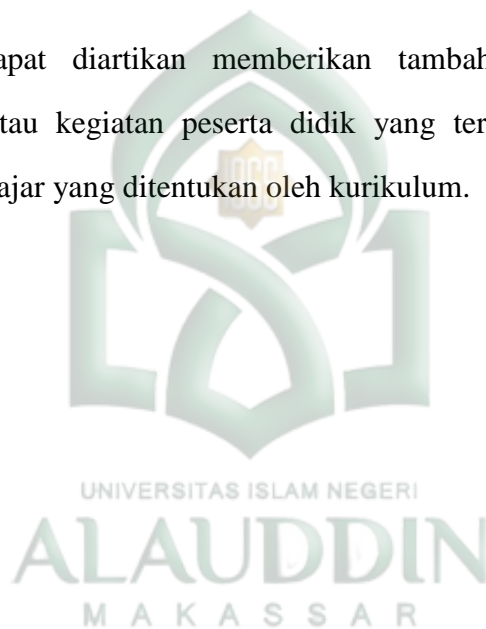 apat diartikan memberikan tambah
tau kegiatan peserta didik yang ter
ajar yang ditentukan oleh kurikulum.
UNIVERSITAS ISLAM NEGERI
ALAUDDIN
MAKASSAR